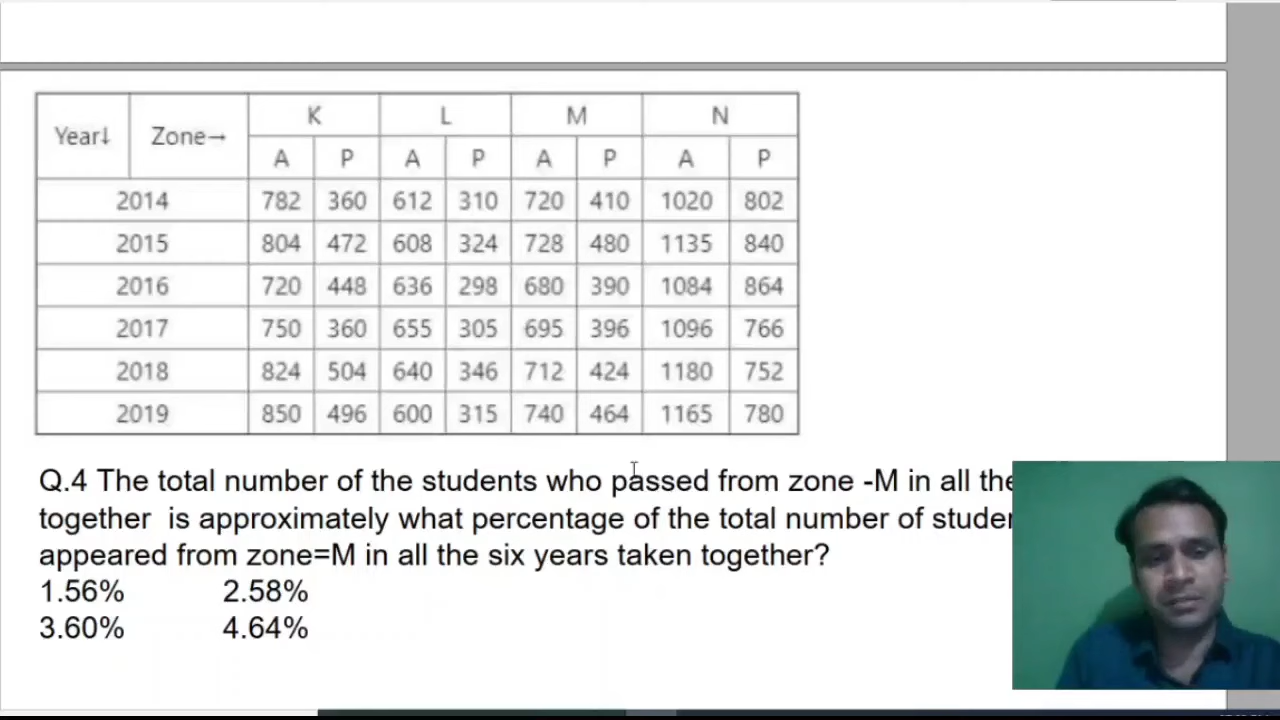 Year↓ Zone→ K L M N
A P A P A P A P
2014 782 360 612 310 720 410 1020 802
2015 804 472 608 324 728 480 1135 840
2016 720 448 636 298 680 390 1084 864
2017 750 360 655 305 695 396 1096 766
2018 824 504 640 346 712 424 1180 752
2019 850 496 600 315 740 464 1165 780
Q.4 The total number of the students who passed from zone -M in all the
together is approximately what percentage of the total number of
appeared from zone=M in all the six years taken together?
1.56% 2.58%
3.60% 4.64%